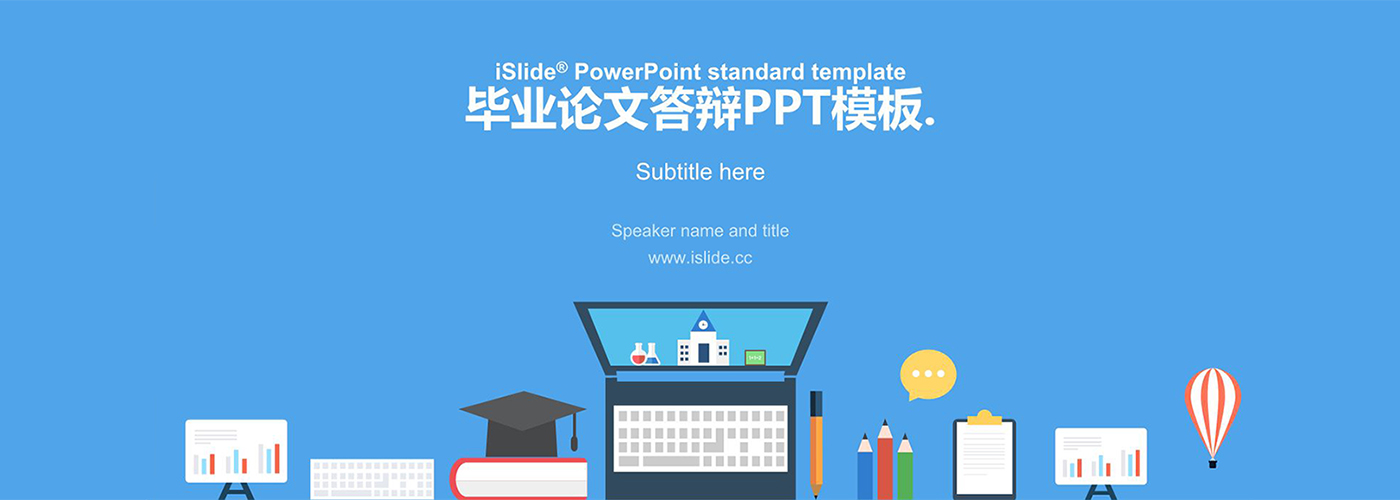 iSlide® PowerPoint standard template
毕业论文答辩PPT模板.
Subtitle here
Speaker name and title
www.islide.cc